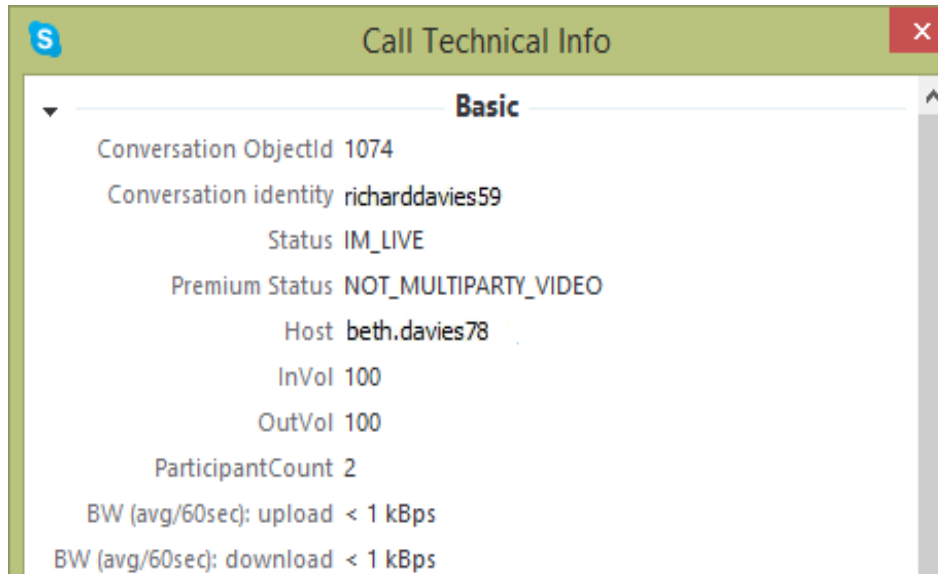 S
Call Technical Info
Basic
Conversation ObjectId 1074
Conversation identity richarddavies59
Status IM_LIVE
Premium Status NOT_MULTIPARTY_VIDEO
Host beth.davies78
InVol 100
OutVol 100
ParticipantCount 2
BW (avg/60sec): upload < 1 kBps
BW (avg/60sec): download < 1 kBps